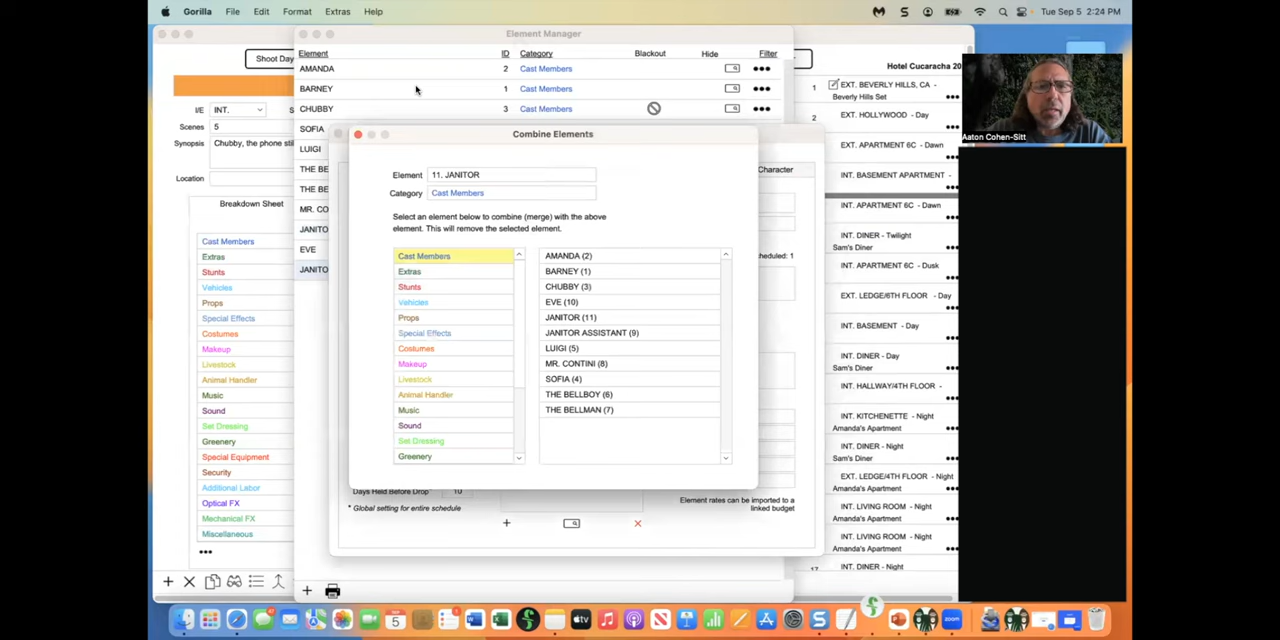 Gorilla File Edit Format Extras Help
Tue Sep 5 2:24 PM
Element Manager
Shoot Day
Element ID Category Blackout Hide Filter
AMANDA 2 Cast Members
BARNEY 1 Cast Members
CHUBBY 3 Cast Members
SOFIA
LUIGI
THE BE
THE BE
MR. CO
JANITO
EVE
JANITO
I/E INT.
Scenes 5
Synopsis Chubby, the phone stil
Location
Breakdown Sheet
Cast Members
Extras
Stunts
Vehicles
Props
Special Effects
Costumes
Makeup
Livestock
Animal Handler
Music
Sound
Set Dressing
Greenery
Special Equipment
Security
Additional Labor
Optical FX
Mechanical FX
Miscellaneous
Combine Elements
Element 11. JANITOR
Category Cast Members
Select an element below to combine (merge) with the above
element. This will remove the selected element.
Cast Members
Extras
Stunts
Vehicles
Props
Special Effects
Costumes
Makeup
Livestock
Animal Handler
Music
Sound
Set Dressing
Greenery
AMANDA (2)
BARNEY (1)
CHUBBY (3)
EVE (10)
JANITOR (11)
JANITOR ASSISTANT (9)
LUIGI (5)
MR. CONTINI (8)
SOFIA (4)
THE BELLBOY (6)
THE BELLMAN (7)
Character
cheduled: 1
Days Held Before Drop* 10
* Global setting for entire schedule
Element rates can be imported to a
linked budget
Hotel Cucaracha 20
1 EXT. BEVERLY HILLS, CA -
Beverly Hills Set
2 EXT. HOLLYWOOD - Day
EXT. APARTMENT 6C - Dawn
INT. BASEMENT APARTMENT -
INT. APARTMENT 6C - Dawn
INT. DINER - Twilight
Sam's Diner
INT. APARTMENT 6C - Dusk
EXT. LEDGE/6TH FLOOR - Day
INT. BASEMENT - Day
INT. DINER - Day
Sam's Diner
INT. HALLWAY/4TH FLOOR -
INT. KITCHENETTE - Night
Amanda's Apartment
INT. DINER - Night
Sam's Diner
EXT. LEDGE/6TH FLOOR - Night
Amanda's Apartment
INT. LIVING ROOM - Night
Amanda's Apartment
INT. LIVING ROOM - Night
Amanda's Apartment
17 INT. DINER - Night
Aaton Cohen-Sitt